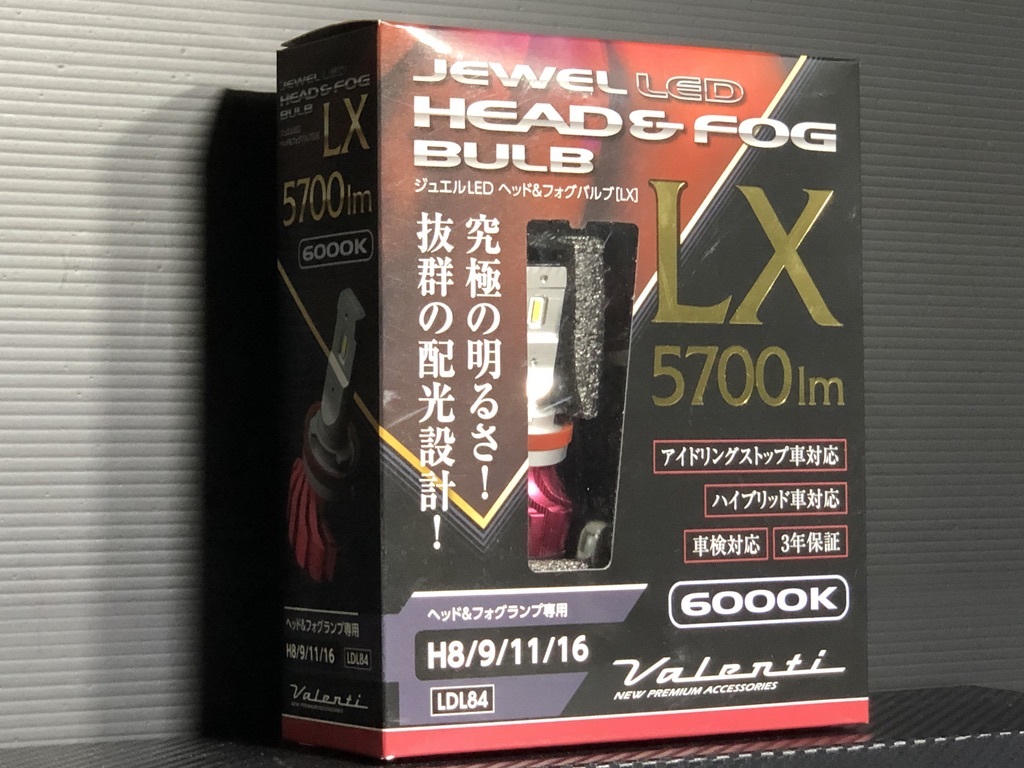 JEWEL LED
HEAD & FOG
BULB
ジュエルLED ヘッド&フォグバルブ[LX]
究極の明るさ!
抜群の配光設計!
LX
5700lm
アイドリングストップ車対応
ハイブリッド車対応
車検対応
3年保証
6000K
ヘッド&フォグランプ専用
H8/9/11/16
LDL84
Valenti
NEW PREMIUM ACCESSORIES
JEWEL LED
HEAD & FOG
BULB
LX
5700lm
6000K
ヘッド&フォグランプ専用
H8/9/11/16
LDL84
Valenti
NEW PREMIUM ACCESSORIES